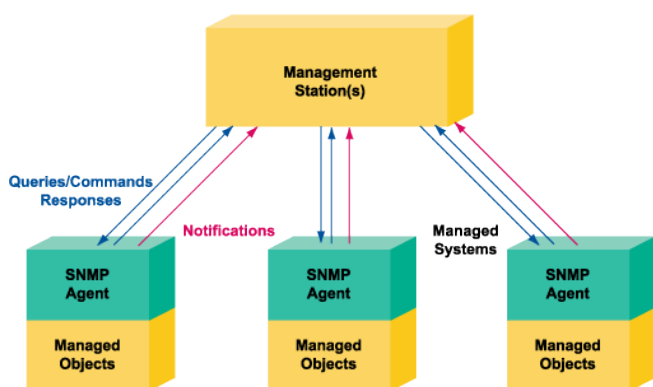 Management
Station(s)
Queries/Commands
Responses
Notifications
Managed
Systems
SNMP
Agent
Managed
Objects
SNMP
Agent
Managed
Objects
SNMP
Agent
Managed
Objects